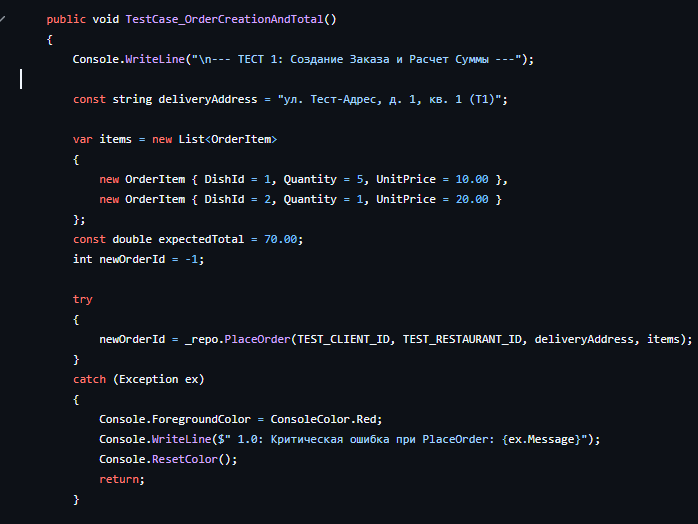 public void TestCase_OrderCreationAndTotal()
{
Console.WriteLine("\n--- ТЕСТ 1: Создание Заказа и Расчет Суммы ---");
const string deliveryAddress = "ул. Тест-Адрес, д. 1, кв. 1 (Т1)";
var items = new List<OrderItem>
{
new OrderItem { DishId = 1, Quantity = 5, UnitPrice = 10.00 },
new OrderItem { DishId = 2, Quantity = 1, UnitPrice = 20.00 }
};
const double expectedTotal = 70.00;
int newOrderId = -1;
try
{
newOrderId = _repo.PlaceOrder(TEST_CLIENT_ID, TEST_RESTAURANT_ID, deliveryAddress, items);
}
catch (Exception ex)
{
Console.ForegroundColor = ConsoleColor.Red;
Console.WriteLine($" 1.0: Критическая ошибка при PlaceOrder: {ex.Message}");
Console.ResetColor();
return;
}